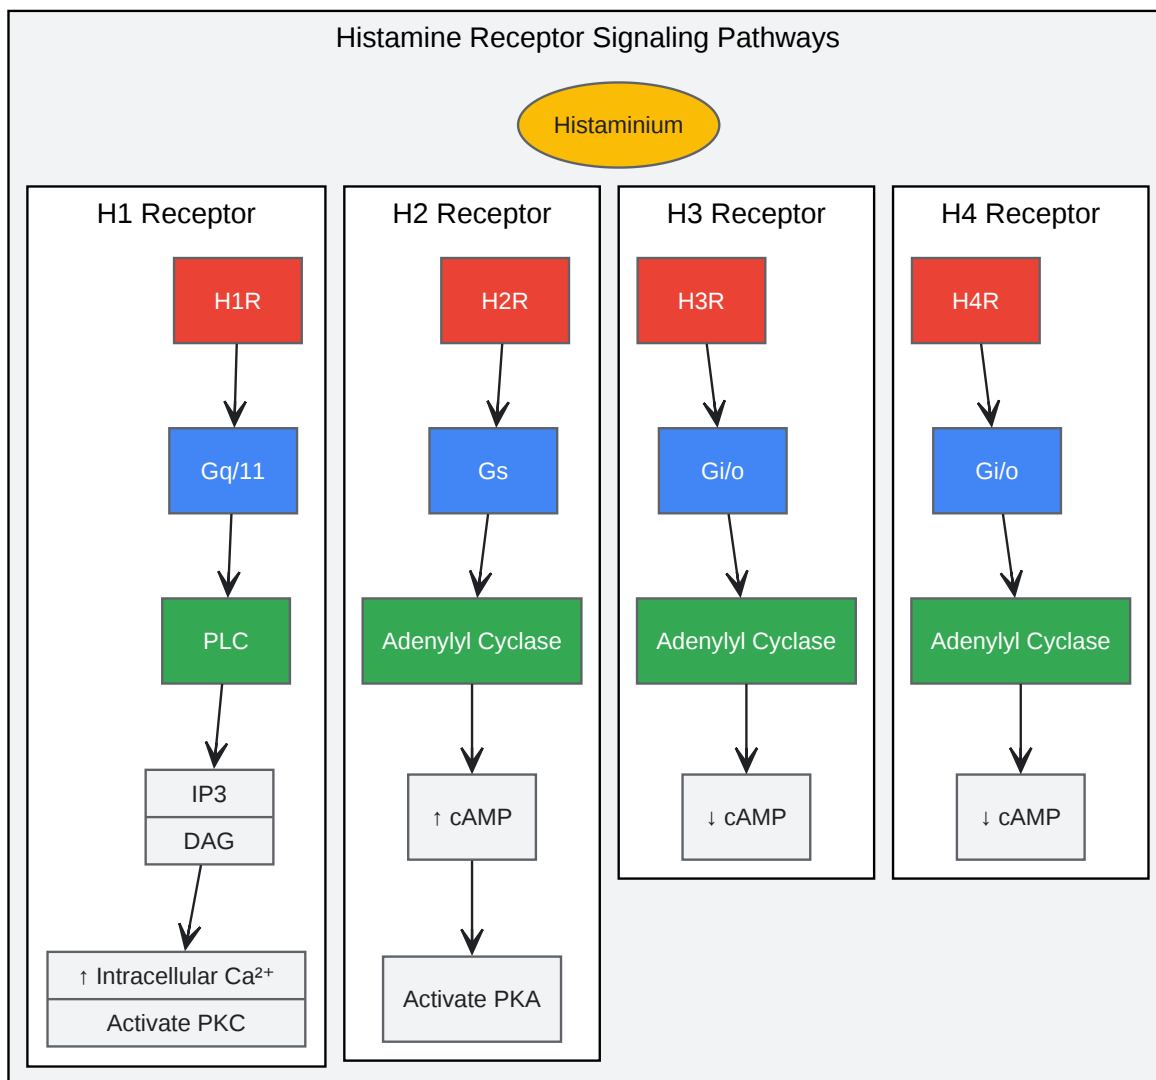 Histamine Receptor Signaling Pathways
Histaminium
H1 Receptor
H1R
Gq/11
PLC
IP3
DAG
↑ Intracellular Ca²⁺
Activate PKC
H2 Receptor
H2R
Gs
Adenylyl Cyclase
↑ cAMP
Activate PKA
H3 Receptor
H3R
Gi/o
Adenylyl Cyclase
↓ cAMP
H4 Receptor
H4R
Gi/o
Adenylyl Cyclase
↓ cAMP